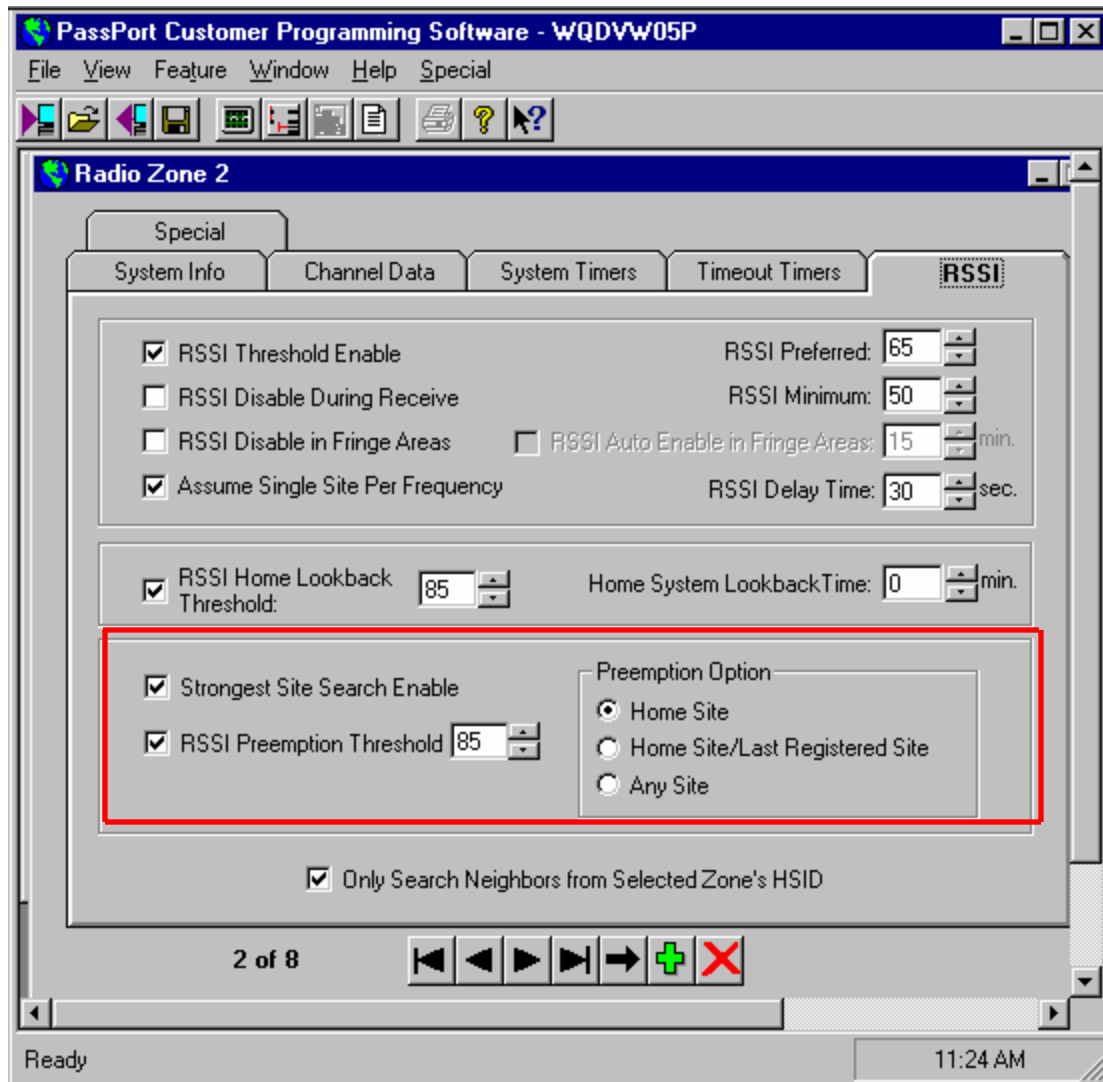 PassPort Customer Programming Software - WQDVW05P
File View Feature Window Help Special
Radio Zone 2
Special
System Info Channel Data System Timers Timeout Timers RSSI
RSSI Threshold Enable RSSI Preferred: 65
RSSI Disable During Receive RSSI Minimum: 50
RSSI Disable in Fringe Areas RSSI Auto Enable in Fringe Areas: 15 min.
Assume Single Site Per Frequency RSSI Delay Time: 30 sec.
RSSI Home Lookback
Threshold: 85 Home System LookbackTime: 0 min.
Preemption Option
Strongest Site Search Enable
Home Site
RSSI Preemption Threshold 85
Home Site/Last Registered Site
Any Site
Only Search Neighbors from Selected Zone's HSID
2 of 8
Ready 11:24 AM